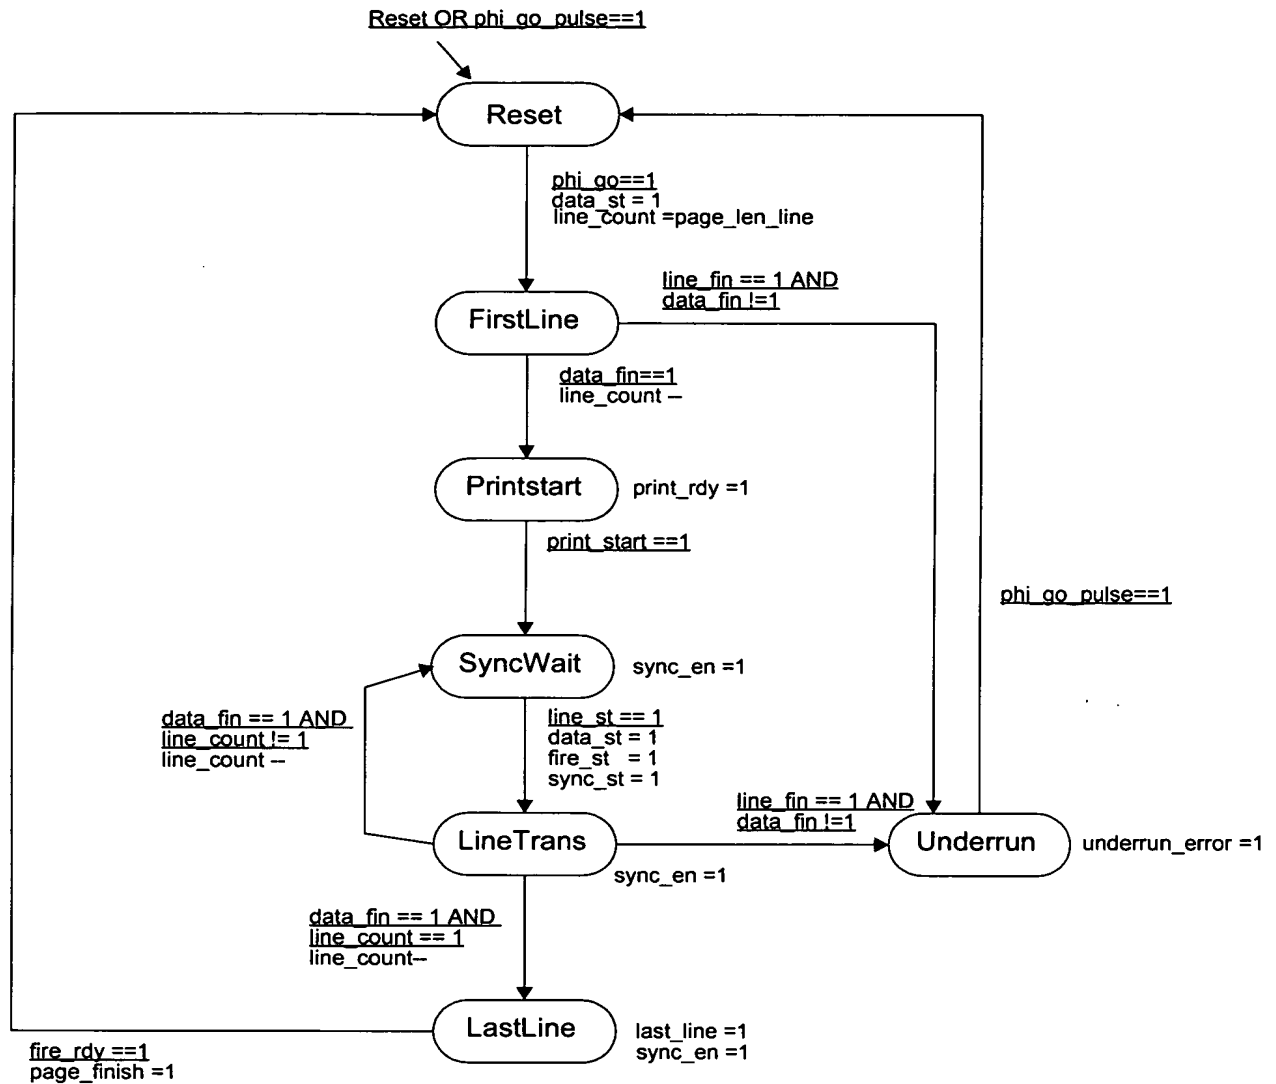 Reset OR phi_go_pulse==1
Reset
phi_go==1
data_st = 1
line_count =page_len_line
line_fin == 1 AND
data_fin !=1
FirstLine
data_fin==1
line_count --
Printstart
print_rdy =1
print_start ==1
phi_go_pulse==1
SyncWait
sync_en =1
data_fin == 1 AND
line_count != 1
line_count --
line_st == 1
data_st = 1
fire_st = 1
sync_st = 1
line_fin == 1 AND
data_fin !=1
LineTrans
sync_en =1
Underrun
underrun_error =1
data_fin == 1 AND
line_count == 1
line_count--
LastLine
last_line =1
sync_en =1
fire_rdy ==1
page_finish =1